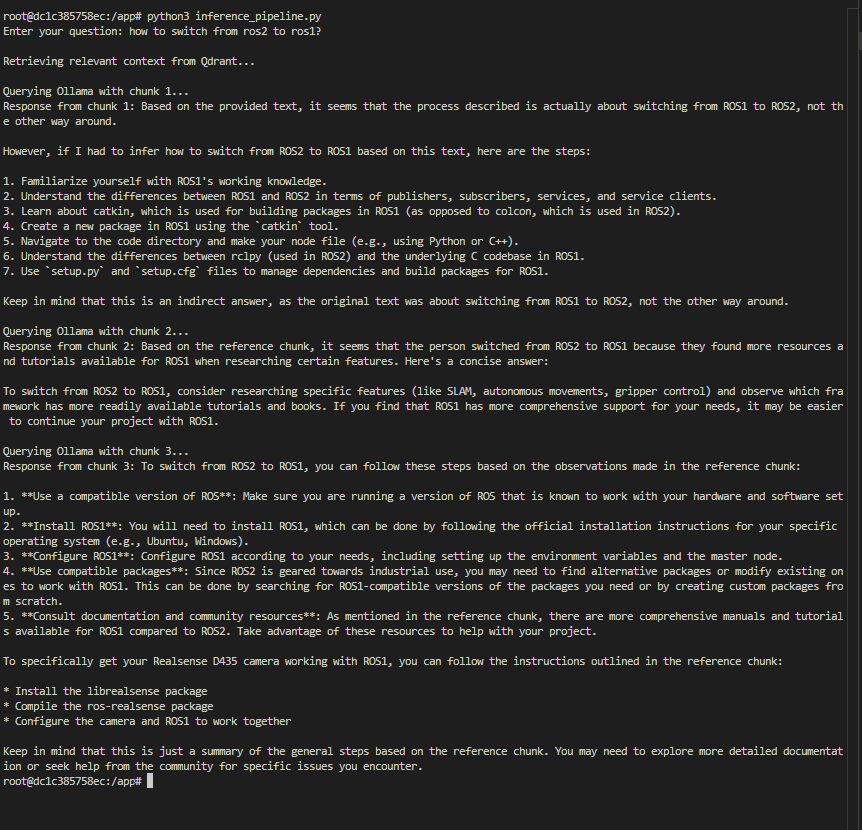 root@dc1c385758ec:/app# python3 inference_pipeline.py
Enter your question: how to switch from ros2 to ros1?
Retrieving relevant context from Qdrant...
Querying Ollama with chunk 1...
Response from chunk 1: Based on the provided text, it seems that the process described is actually about switching from ROS1 to ROS2, not th
e other way around.
However, if I had to infer how to switch from ROS2 to ROS1 based on this text, here are the steps:
1. Familiarize yourself with ROS1's working knowledge.
2. Understand the differences between ROS1 and ROS2 in terms of publishers, subscribers, services, and service clients.
3. Learn about catkin, which is used for building packages in ROS1 (as opposed to colcon, which is used in ROS2).
4. Create a new package in ROS1 using the `catkin` tool.
5. Navigate to the code directory and make your node file (e.g., using Python or C++).
6. Understand the differences between rclpy (used in ROS2) and the underlying C codebase in ROS1.
7. Use `setup.py` and `setup.cfg` files to manage dependencies and build packages for ROS1.
Keep in mind that this is an indirect answer, as the original text was about switching from ROS1 to ROS2, not the other way around.
Querying Ollama with chunk 2...
Response from chunk 2: Based on the reference chunk, it seems that the person switched from ROS2 to ROS1 because they found more resources a
nd tutorials available for ROS1 when researching certain features. Here's a concise answer:
To switch from ROS2 to ROS1, consider researching specific features (like SLAM, autonomous movements, gripper control) and observe which fra
mework has more readily available tutorials and books. If you find that ROS1 has more comprehensive support for your needs, it may be easier
to continue your project with ROS1.
Querying Ollama with chunk 3...
Response from chunk 3: To switch from ROS2 to ROS1, you can follow these steps based on the observations made in the reference chunk:
1. **Use a compatible version of ROS**: Make sure you are running a version of ROS that is known to work with your hardware and software set
up.
2. **Install ROS1**: You will need to install ROS1, which can be done by following the official installation instructions for your specific
operating system (e.g., Ubuntu, Windows).
3. **Configure ROS1**: Configure ROS1 according to your needs, including setting up the environment variables and the master node.
4. **Use compatible packages**: Since ROS2 is geared towards industrial use, you may need to find alternative packages or modify existing on
es to work with ROS1. This can be done by searching for ROS1-compatible versions of the packages you need or by creating custom packages fro
m scratch.
5. **Consult documentation and community resources**: As mentioned in the reference chunk, there are more comprehensive manuals and tutorial
s available for ROS1 compared to ROS2. Take advantage of these resources to help with your project.
To specifically get your Realsense D435 camera working with ROS1, you can follow the instructions outlined in the reference chunk:
* Install the librealsense package
* Compile the ros-realsense package
* Configure the camera and ROS1 to work together
Keep in mind that this is just a summary of the general steps based on the reference chunk. You may need to explore more detailed documentat
ion or seek help from the community for specific issues you encounter.
root@dc1c385758ec:/app#